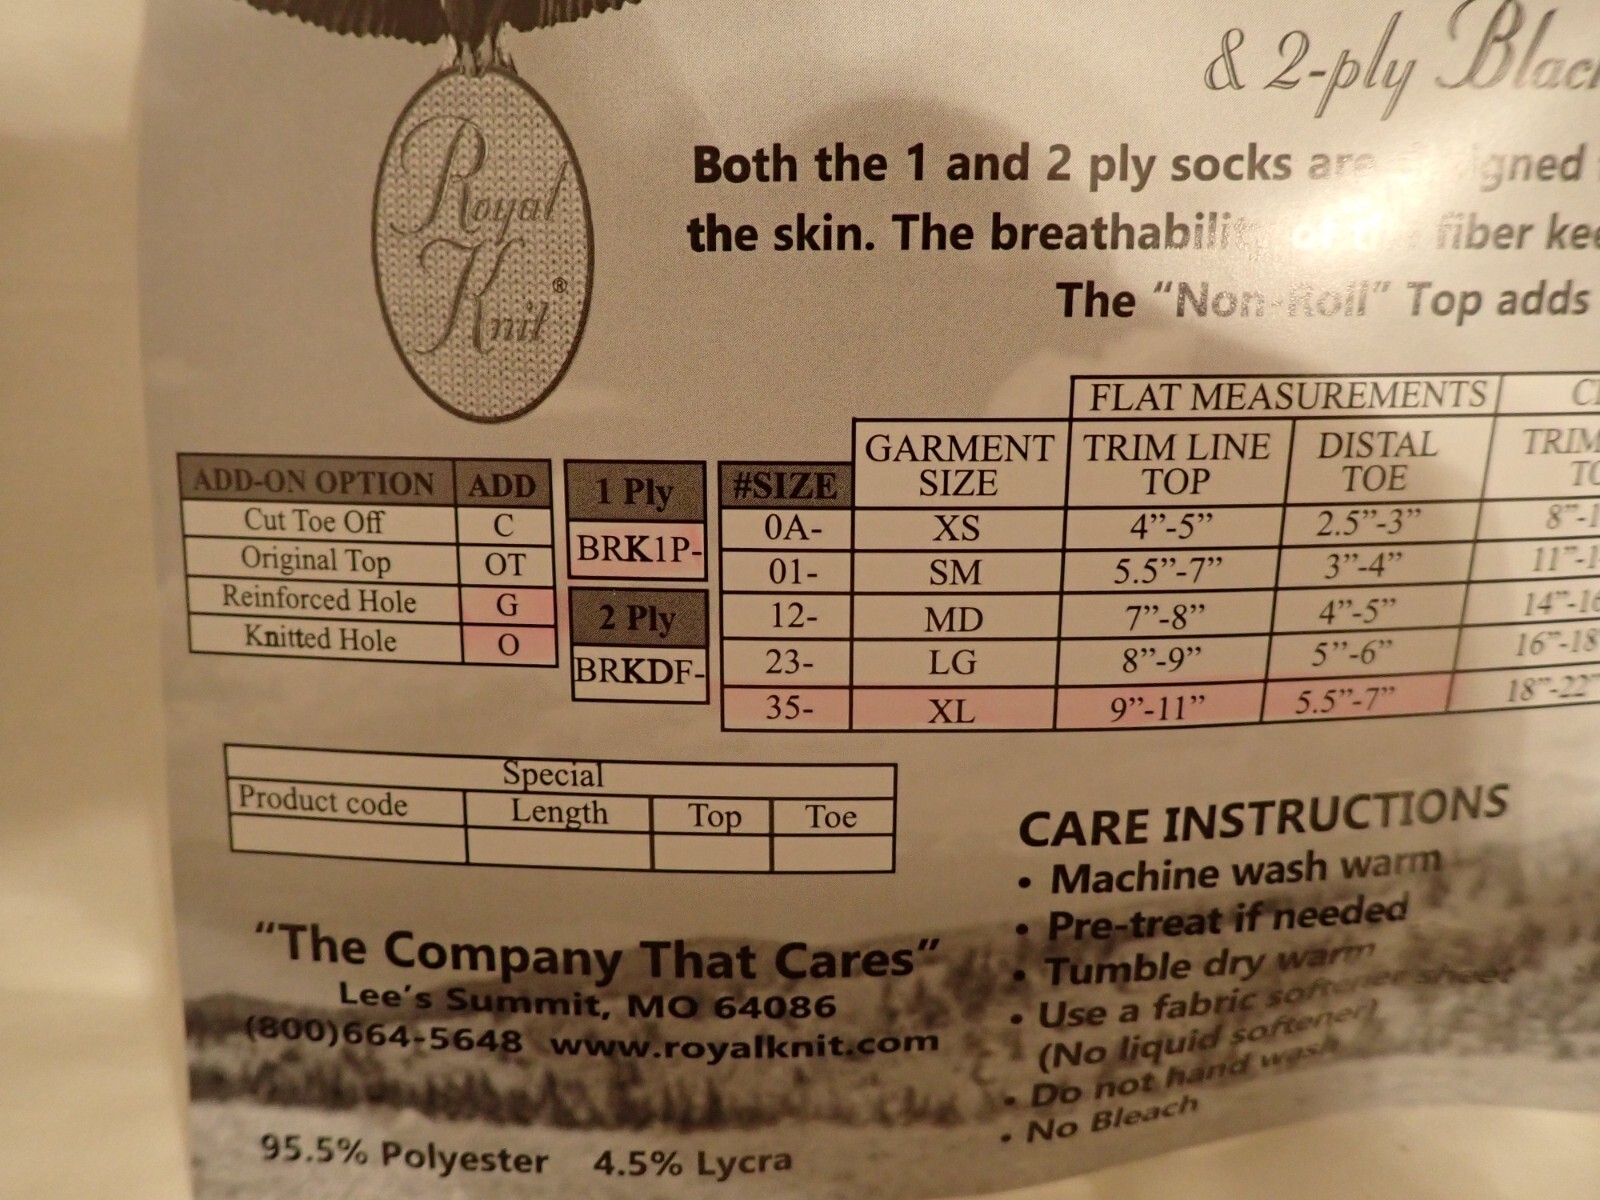 Royal
Knit®
& 2-ply
Both the 1 and 2 ply socks are
the skin. The breathability fiber
The “Non-Roll” Top adds
FLAT MEASUREMENTS
GARMENT SIZE TRIM LINE TOP DISTAL TOE
ADD-ON OPTION ADD 1 Ply #SIZE
Cut Toe Off C BRK1P- 0A- XS 4”-5” 2.5”-3”
Original Top OT 01- SM 5.5”-7” 3”-4”
Reinforced Hole G 2 Ply 12- MD 7”-8” 4”-5”
Knitted Hole O BRKDF- 23- LG 8”-9” 5”-6” 16”-18”
35- XL 9”-11” 5.5”-7” 18”-22”
Special
Product code Length Top Toe
CARE INSTRUCTIONS
• Machine wash warm
• Pre-treat if needed
• Tumble dry warm
• Use a fabric softener sheet
(No liquid softener)
• Do not hand wash
• No Bleach
“The Company That Cares”
Lee’s Summit, MO 64086
(800)664-5648 www.royalknit.com
95.5% Polyester 4.5% Lycra